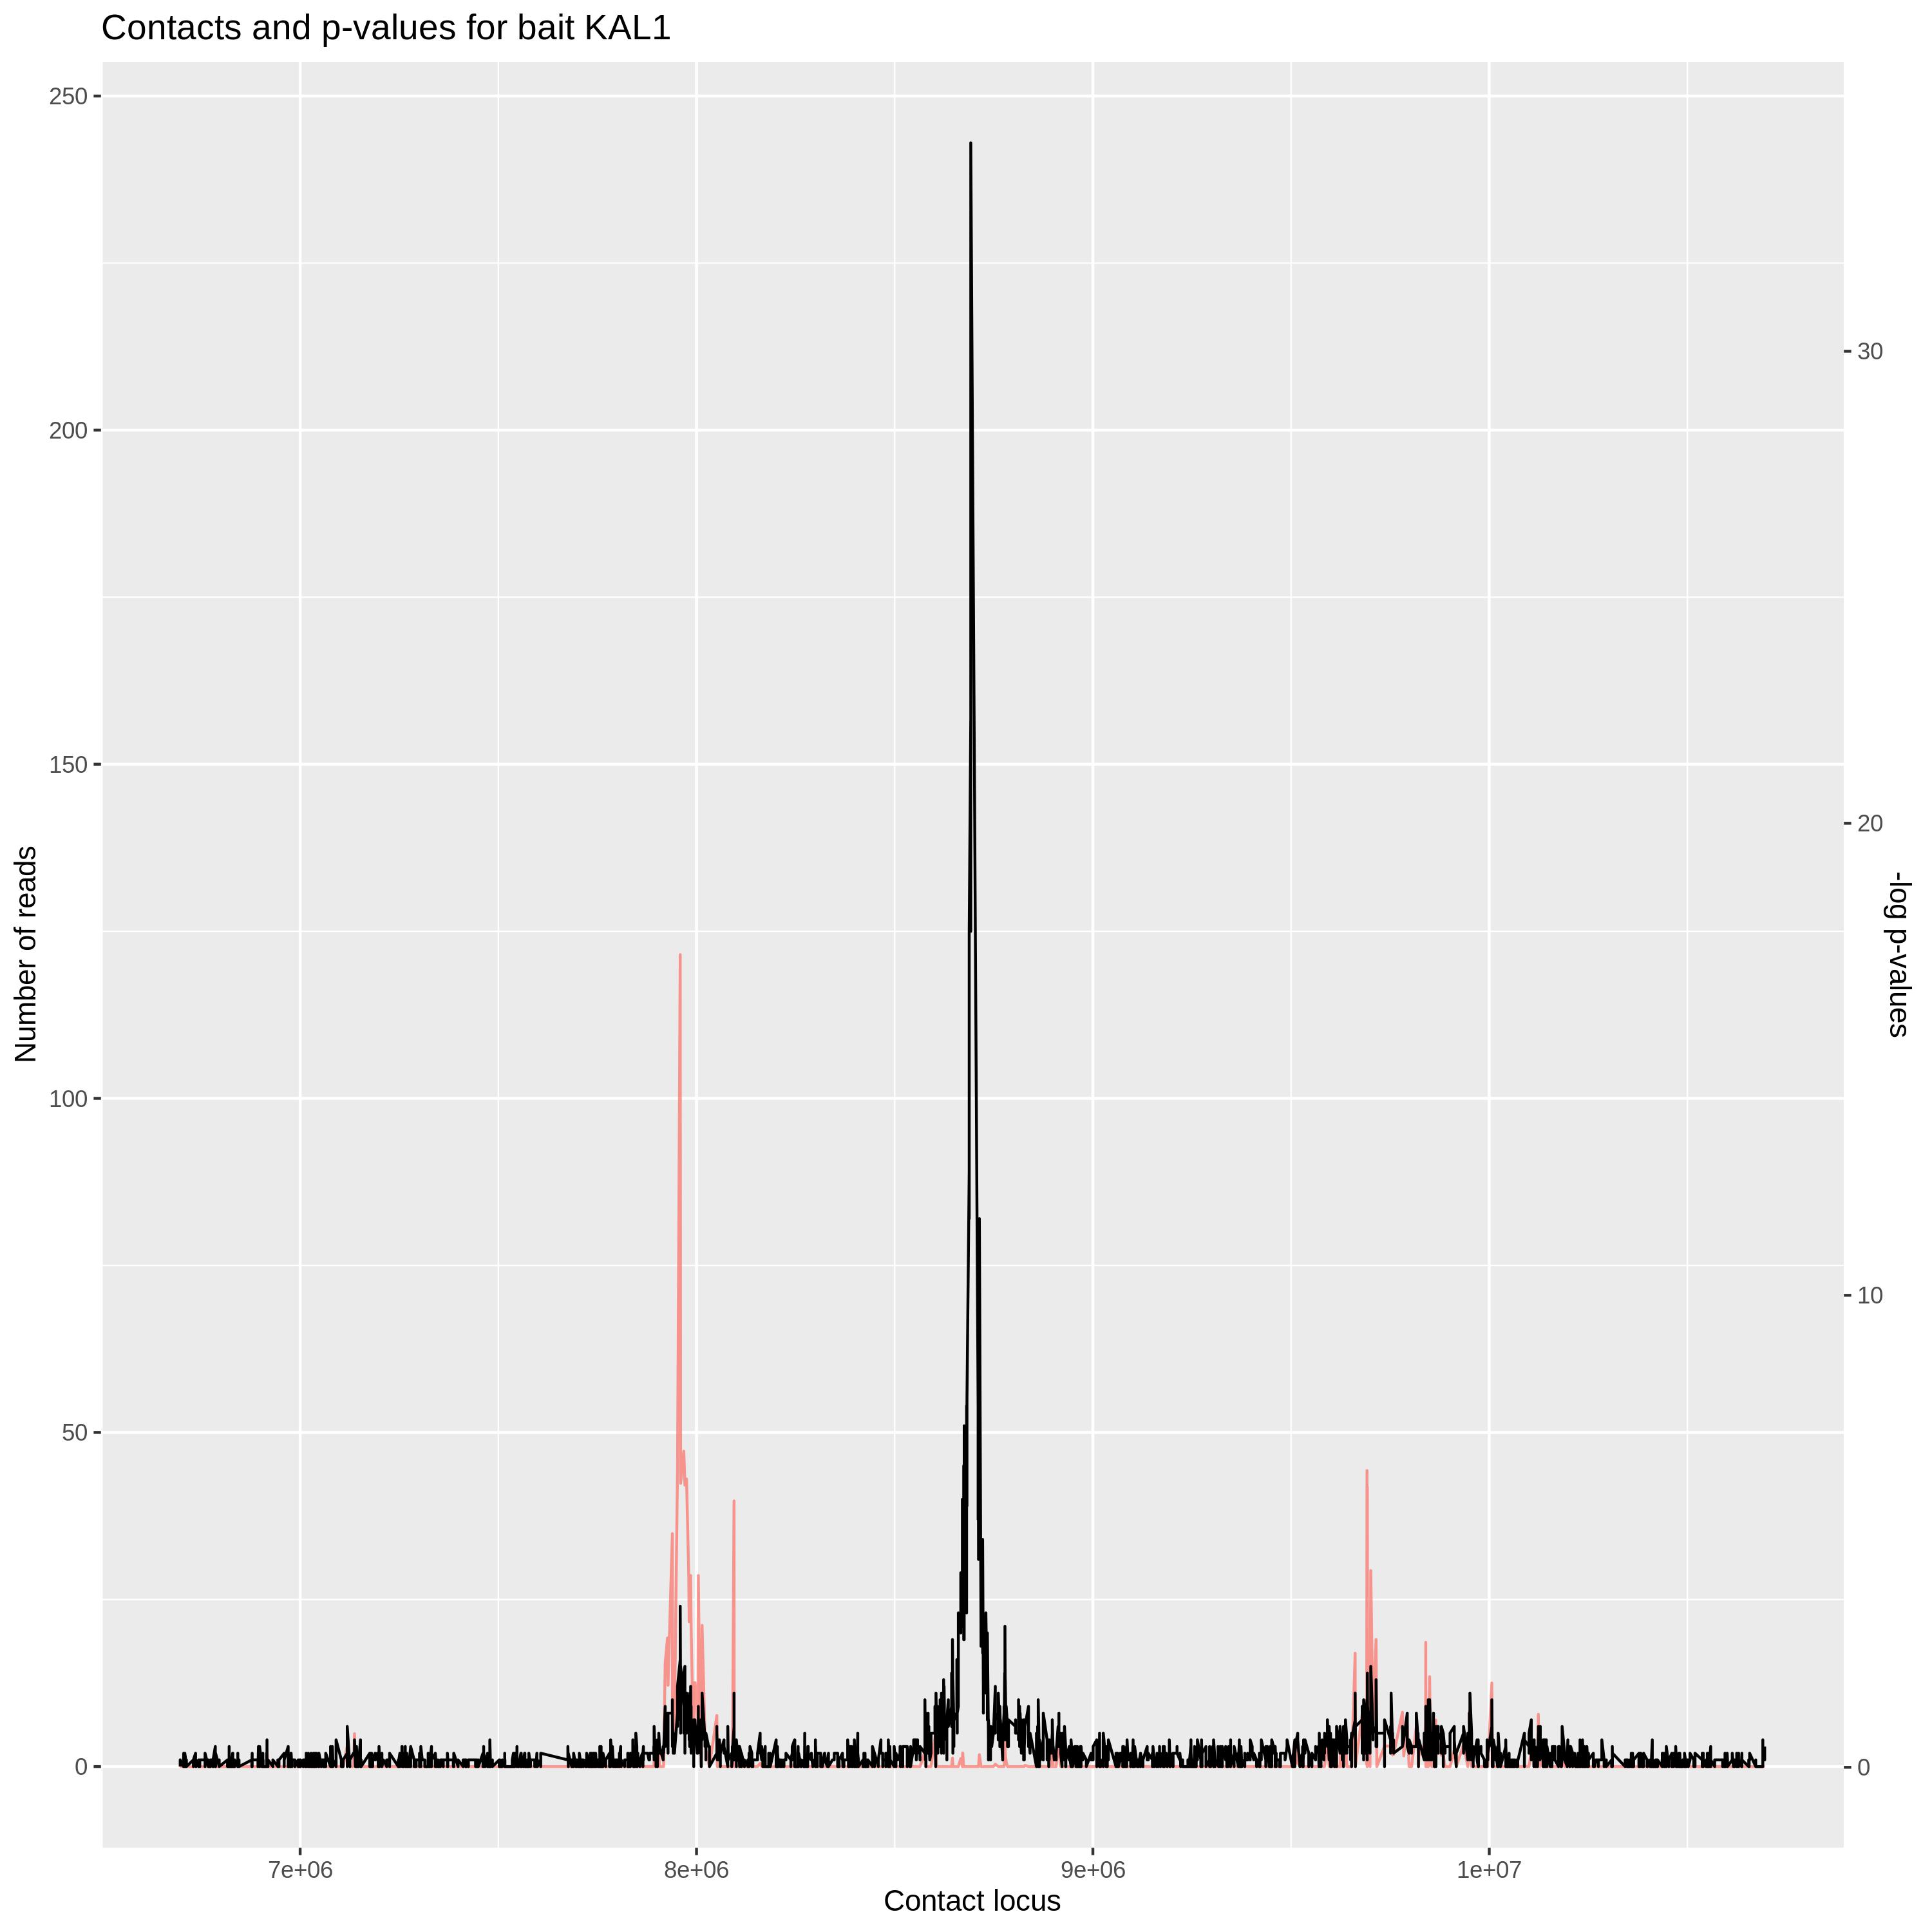 Contacts and p-values for bait KAL1
250
200
150
100
50
0
Number of reads
30
20
10
0
-log p-values
7e+06
8e+06
9e+06
1e+07
Contact locus